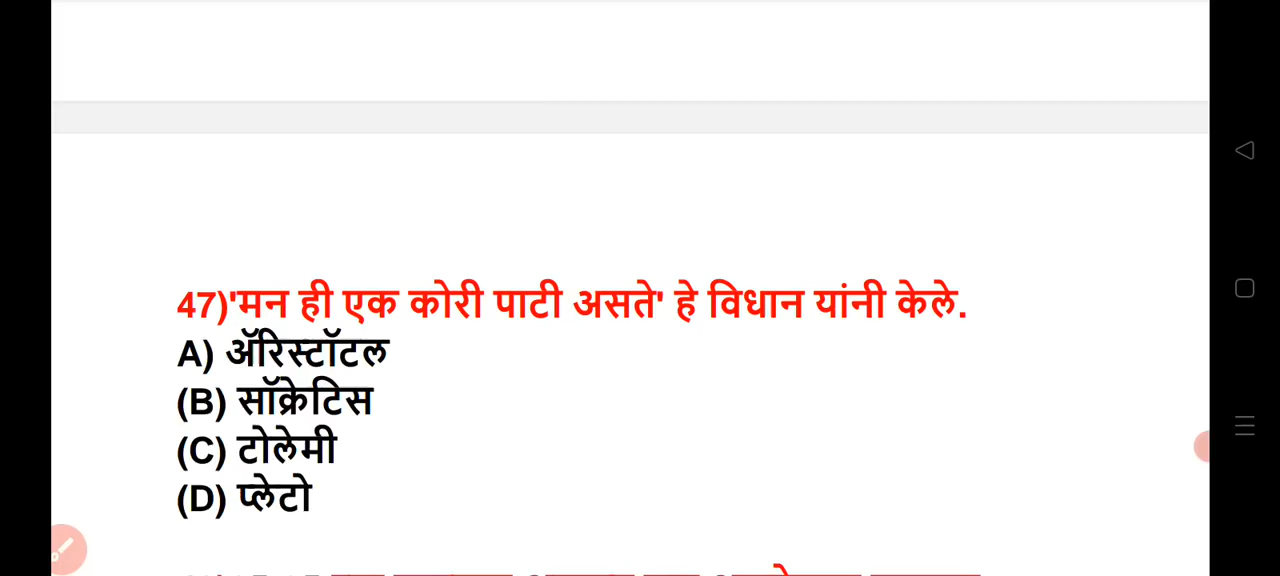 47)'मन ही एक कोरी पाटी असते' हे विधान यांनी केले.
A) ॲरिस्टॉटल
(B) सॉक्रेटिस
(C) टोलेमी
(D) प्लेटो